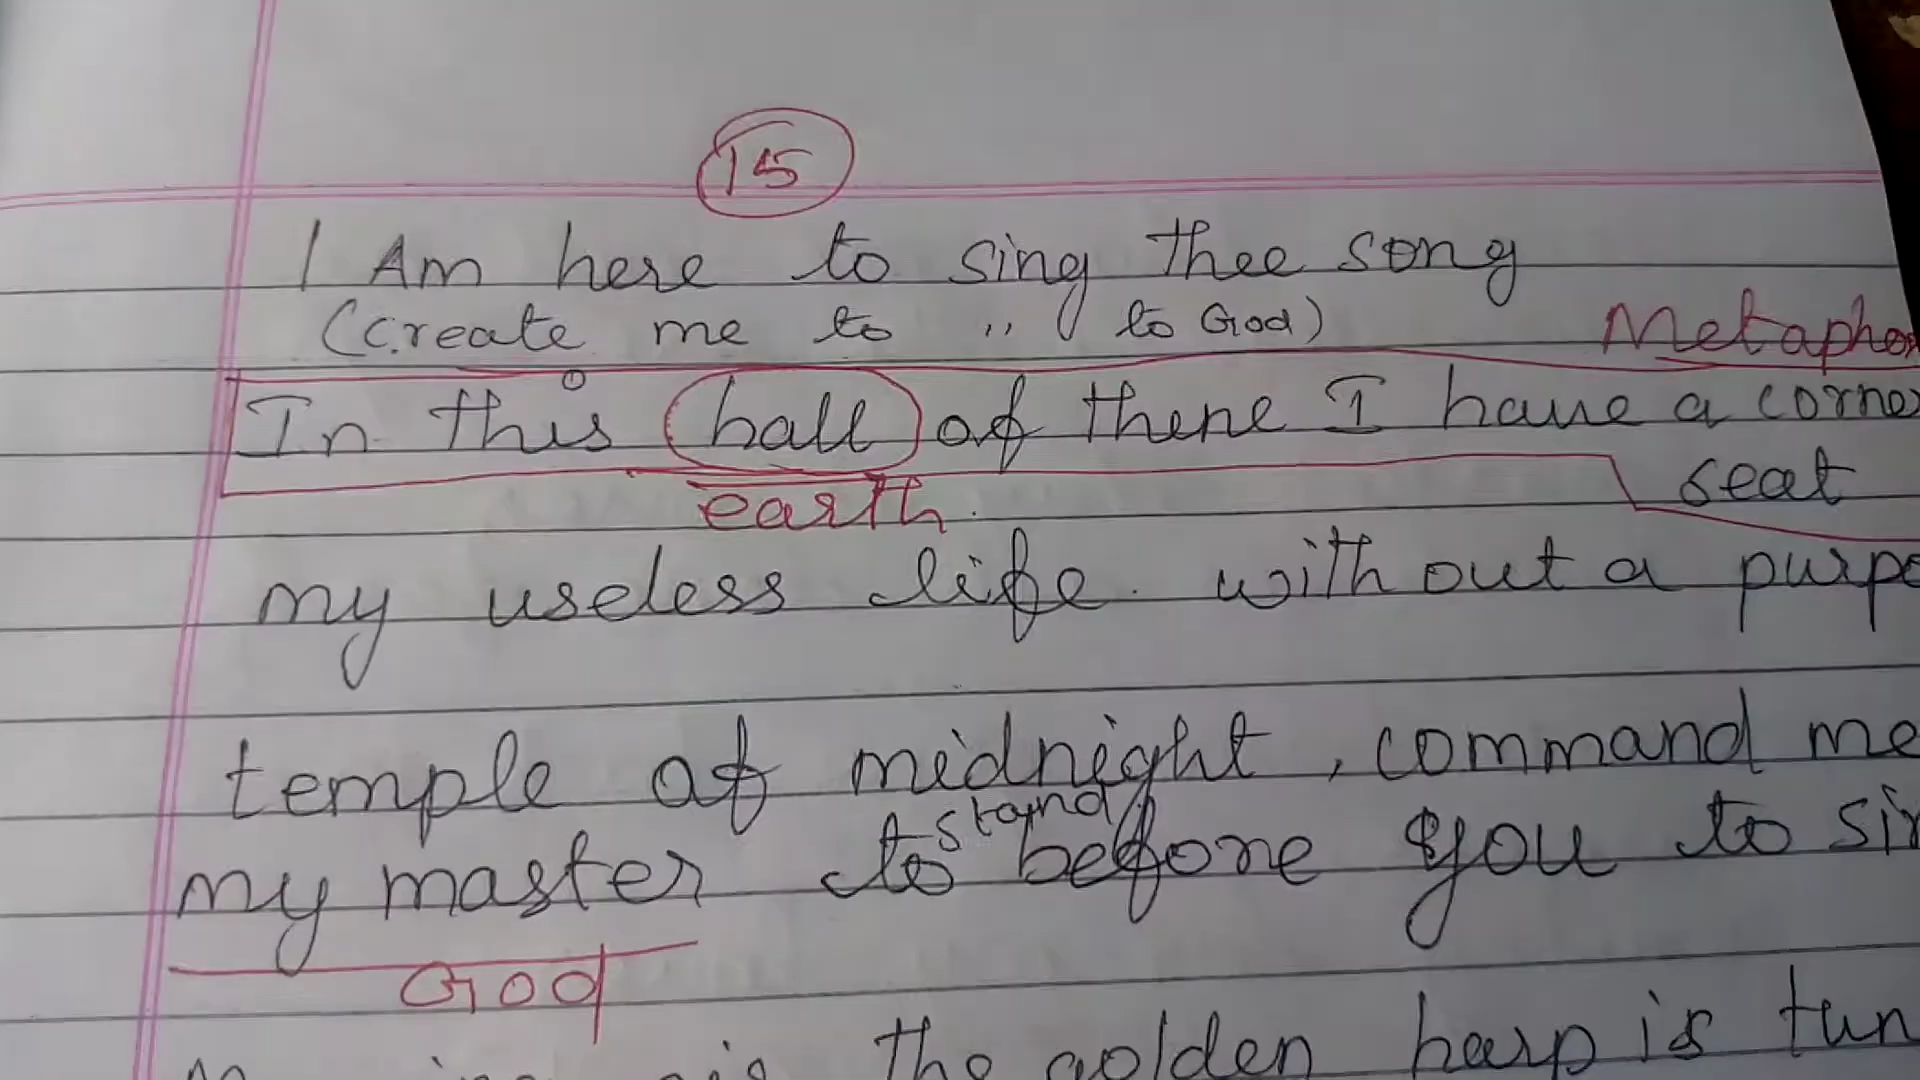 15
I Am here to sing thee song
(create me to ,, to God)
Metaphor
In this hall of thene I have a corner
seat
earth.
my useless life. without a purpo
temple of midnight, command me
stand
my master to before you to sin
God
the golden harp is tun